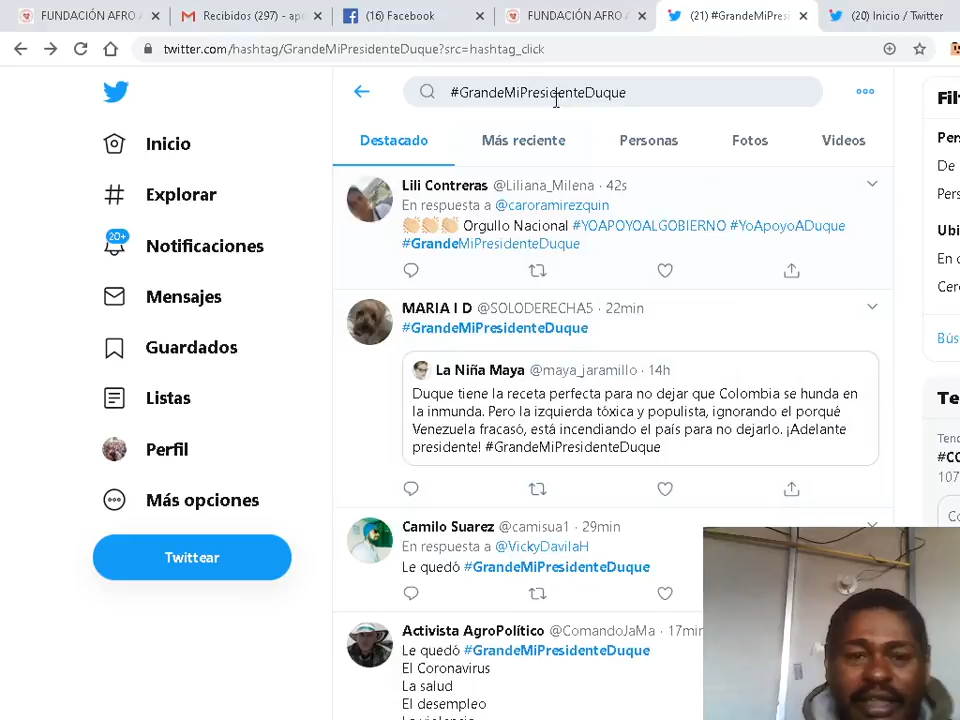 FUNDACIÓN AFRO
Recibidos (297) - ap
(16) Facebook
FUNDACIÓN AFRO
(21) #GrandeMiPresi
(20) Inicio / Twitter
twitter.com/hashtag/GrandeMiPresidenteDuque?src=hashtag_click
#GrandeMiPresidenteDuque
Destacado
Más reciente
Personas
Fotos
Videos
Inicio
Explorar
20+
Notificaciones
Mensajes
Guardados
Listas
Perfil
Más opciones
Twittear
Lili Contreras @Liliana_Milena · 42s
En respuesta a @caroramirezquin
👏🏻👏🏻👏🏻 Orgullo Nacional #YOAPOYOALGOBIERNO #YoApoyoADuque
#GrandeMiPresidenteDuque
MARIA I D @SOLODERECHA5 · 22min
#GrandeMiPresidenteDuque
La Niña Maya @maya_jaramillo · 14h
Duque tiene la receta perfecta para no dejar que Colombia se hunda en
la inmunda. Pero la izquierda tóxica y populista, ignorando el porqué
Venezuela fracasó, está incendiando el país para no dejarlo. ¡Adelante
presidente! #GrandeMiPresidenteDuque
Camilo Suarez @camisua1 · 29min
En respuesta a @VickyDavilaH
Le quedó #GrandeMiPresidenteDuque
Activista AgroPolítico @ComandoJaMa · 17min
Le quedó #GrandeMiPresidenteDuque
El Coronavirus
La salud
El desempleo
Fil
Per
De
Pers
Ubi
En c
Cerc
Bús
Te
Tend
#CO
107
Co